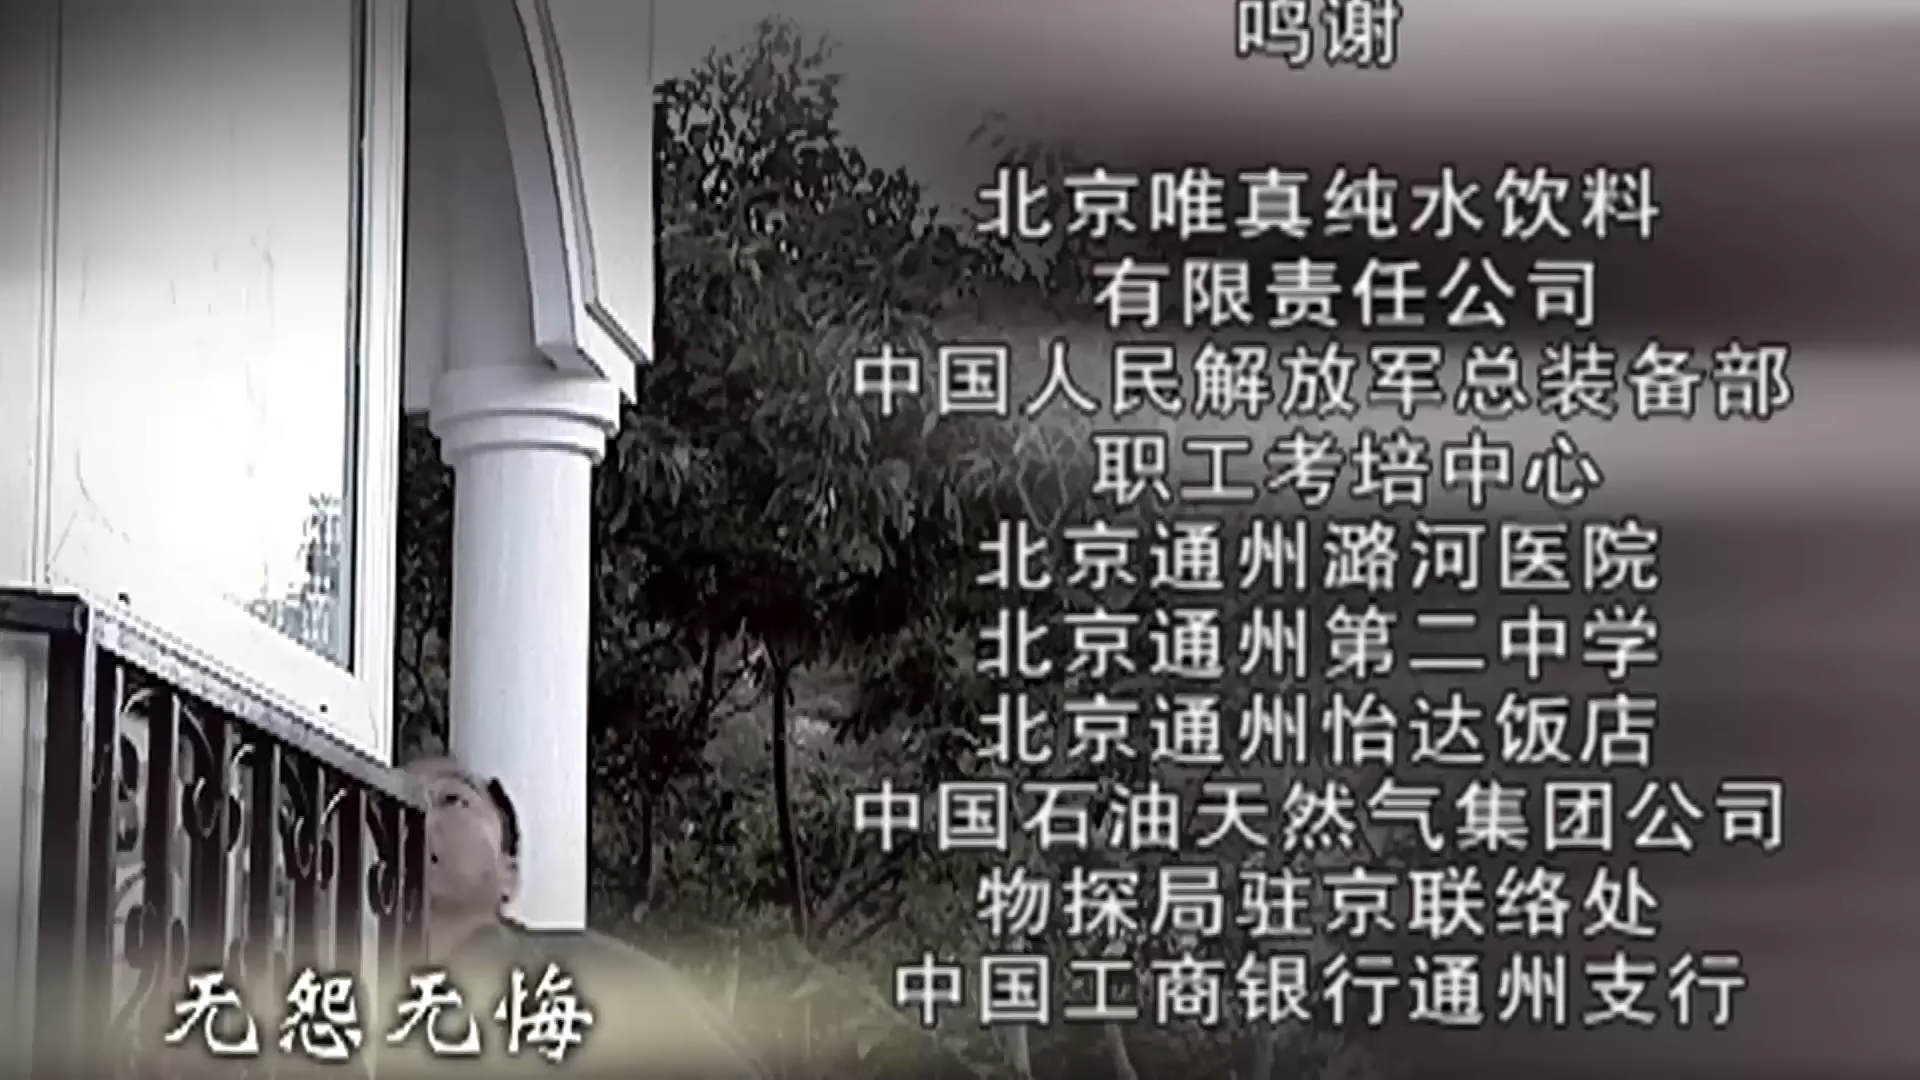 鸣谢
北京唯真纯水饮料
有限责任公司
中国人民解放军总装备部
职工考培中心
北京通州潞河医院
北京通州第二中学
北京通州怡达饭店
中国石油天然气集团公司
物探局驻京联络处
中国工商银行通州支行
无怨无悔